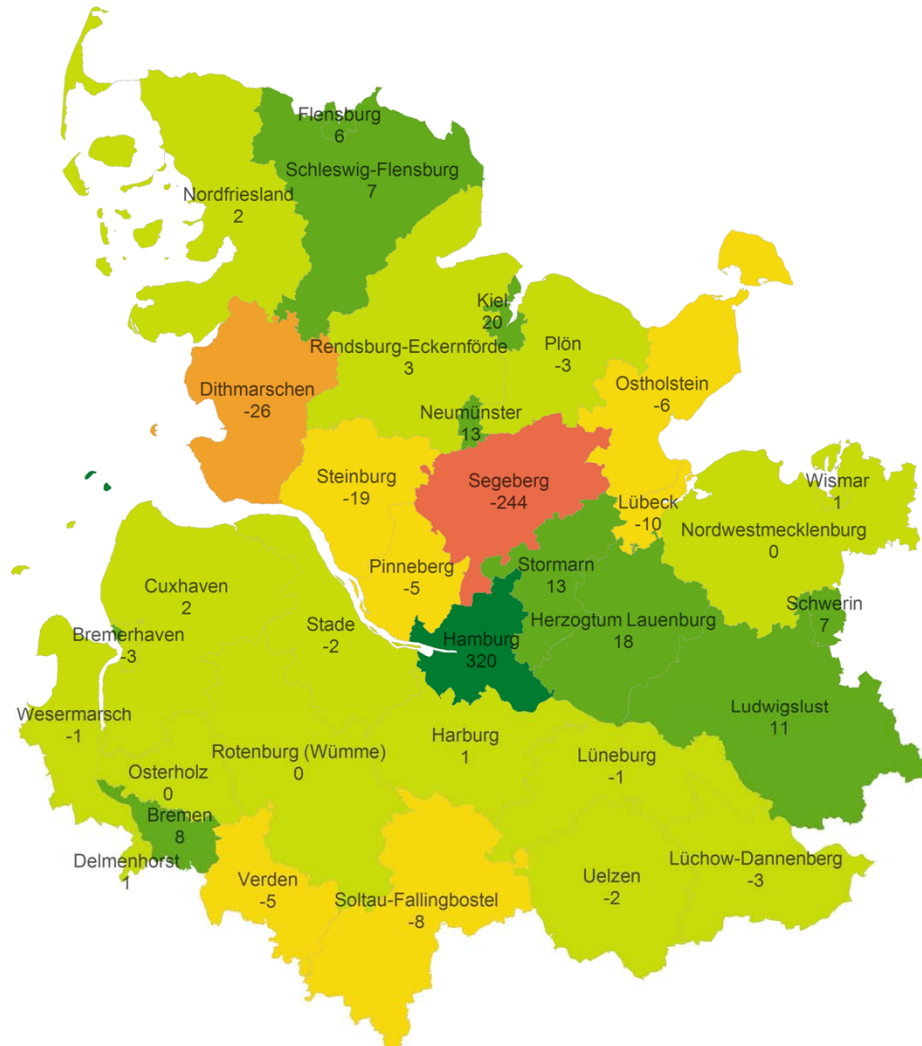 Flensburg
6
Schleswig-Flensburg
7
Nordfriesland
2
Kiel
20
Rendsburg-Eckernförde
3
Plön
-3
Dithmarschen
-26
Ostholstein
-6
Neumünster
13
Steinburg
-19
Segeberg
-244
Wismar
-1
Lübeck
-10
Nordwestmecklenburg
0
Pinneberg
-5
Stormarn
13
Cuxhaven
2
Schwerin
7
Herzogtum Lauenburg
18
Stade
-2
Bremerhaven
-3
Hamburg
320
Wesermarsch
-1
Ludwigslust
11
Harburg
1
Rotenburg (Wümme)
0
Lüneburg
-1
Osterholz
0
Bremen
8
Delmenhorst
1
Verden
-5
Soltau-Fallingbostel
-8
Uelzen
-2
Lüchow-Dannenberg
-3